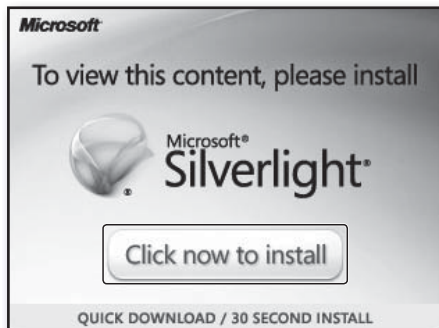 Microsoft
To view this content, please install
Microsoft®
Silverlight®
®
Click now to install
QUICK DOWNLOAD / 30 SECOND INSTALL